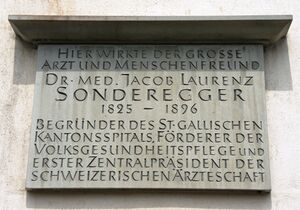 HIER WIRKTE DER GROSSE
ARZT UND MENSCHENFREUND
DR. MED. JACOB LAURENZ
SONDEREGGER
1825 – 1896
BEGRÜNDER DES ST. GALLISCHEN
KANTONSSPITALS, FÖRDERER DER
VOLKSGESUNDHEITSPFLEGE UND
ERSTER ZENTRALPRÄSIDENT DER
SCHWEIZERISCHEN ÄRZTESCHAFT